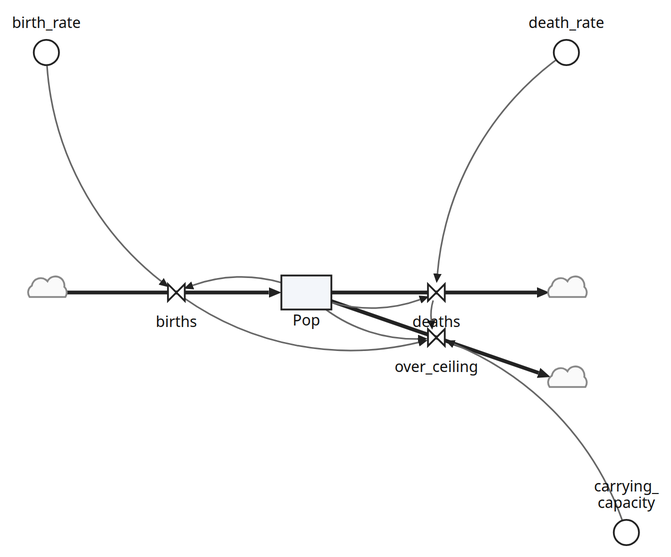 birth_rate
death_rate
births
Pop
deaths
over_ceiling
carrying_
capacity